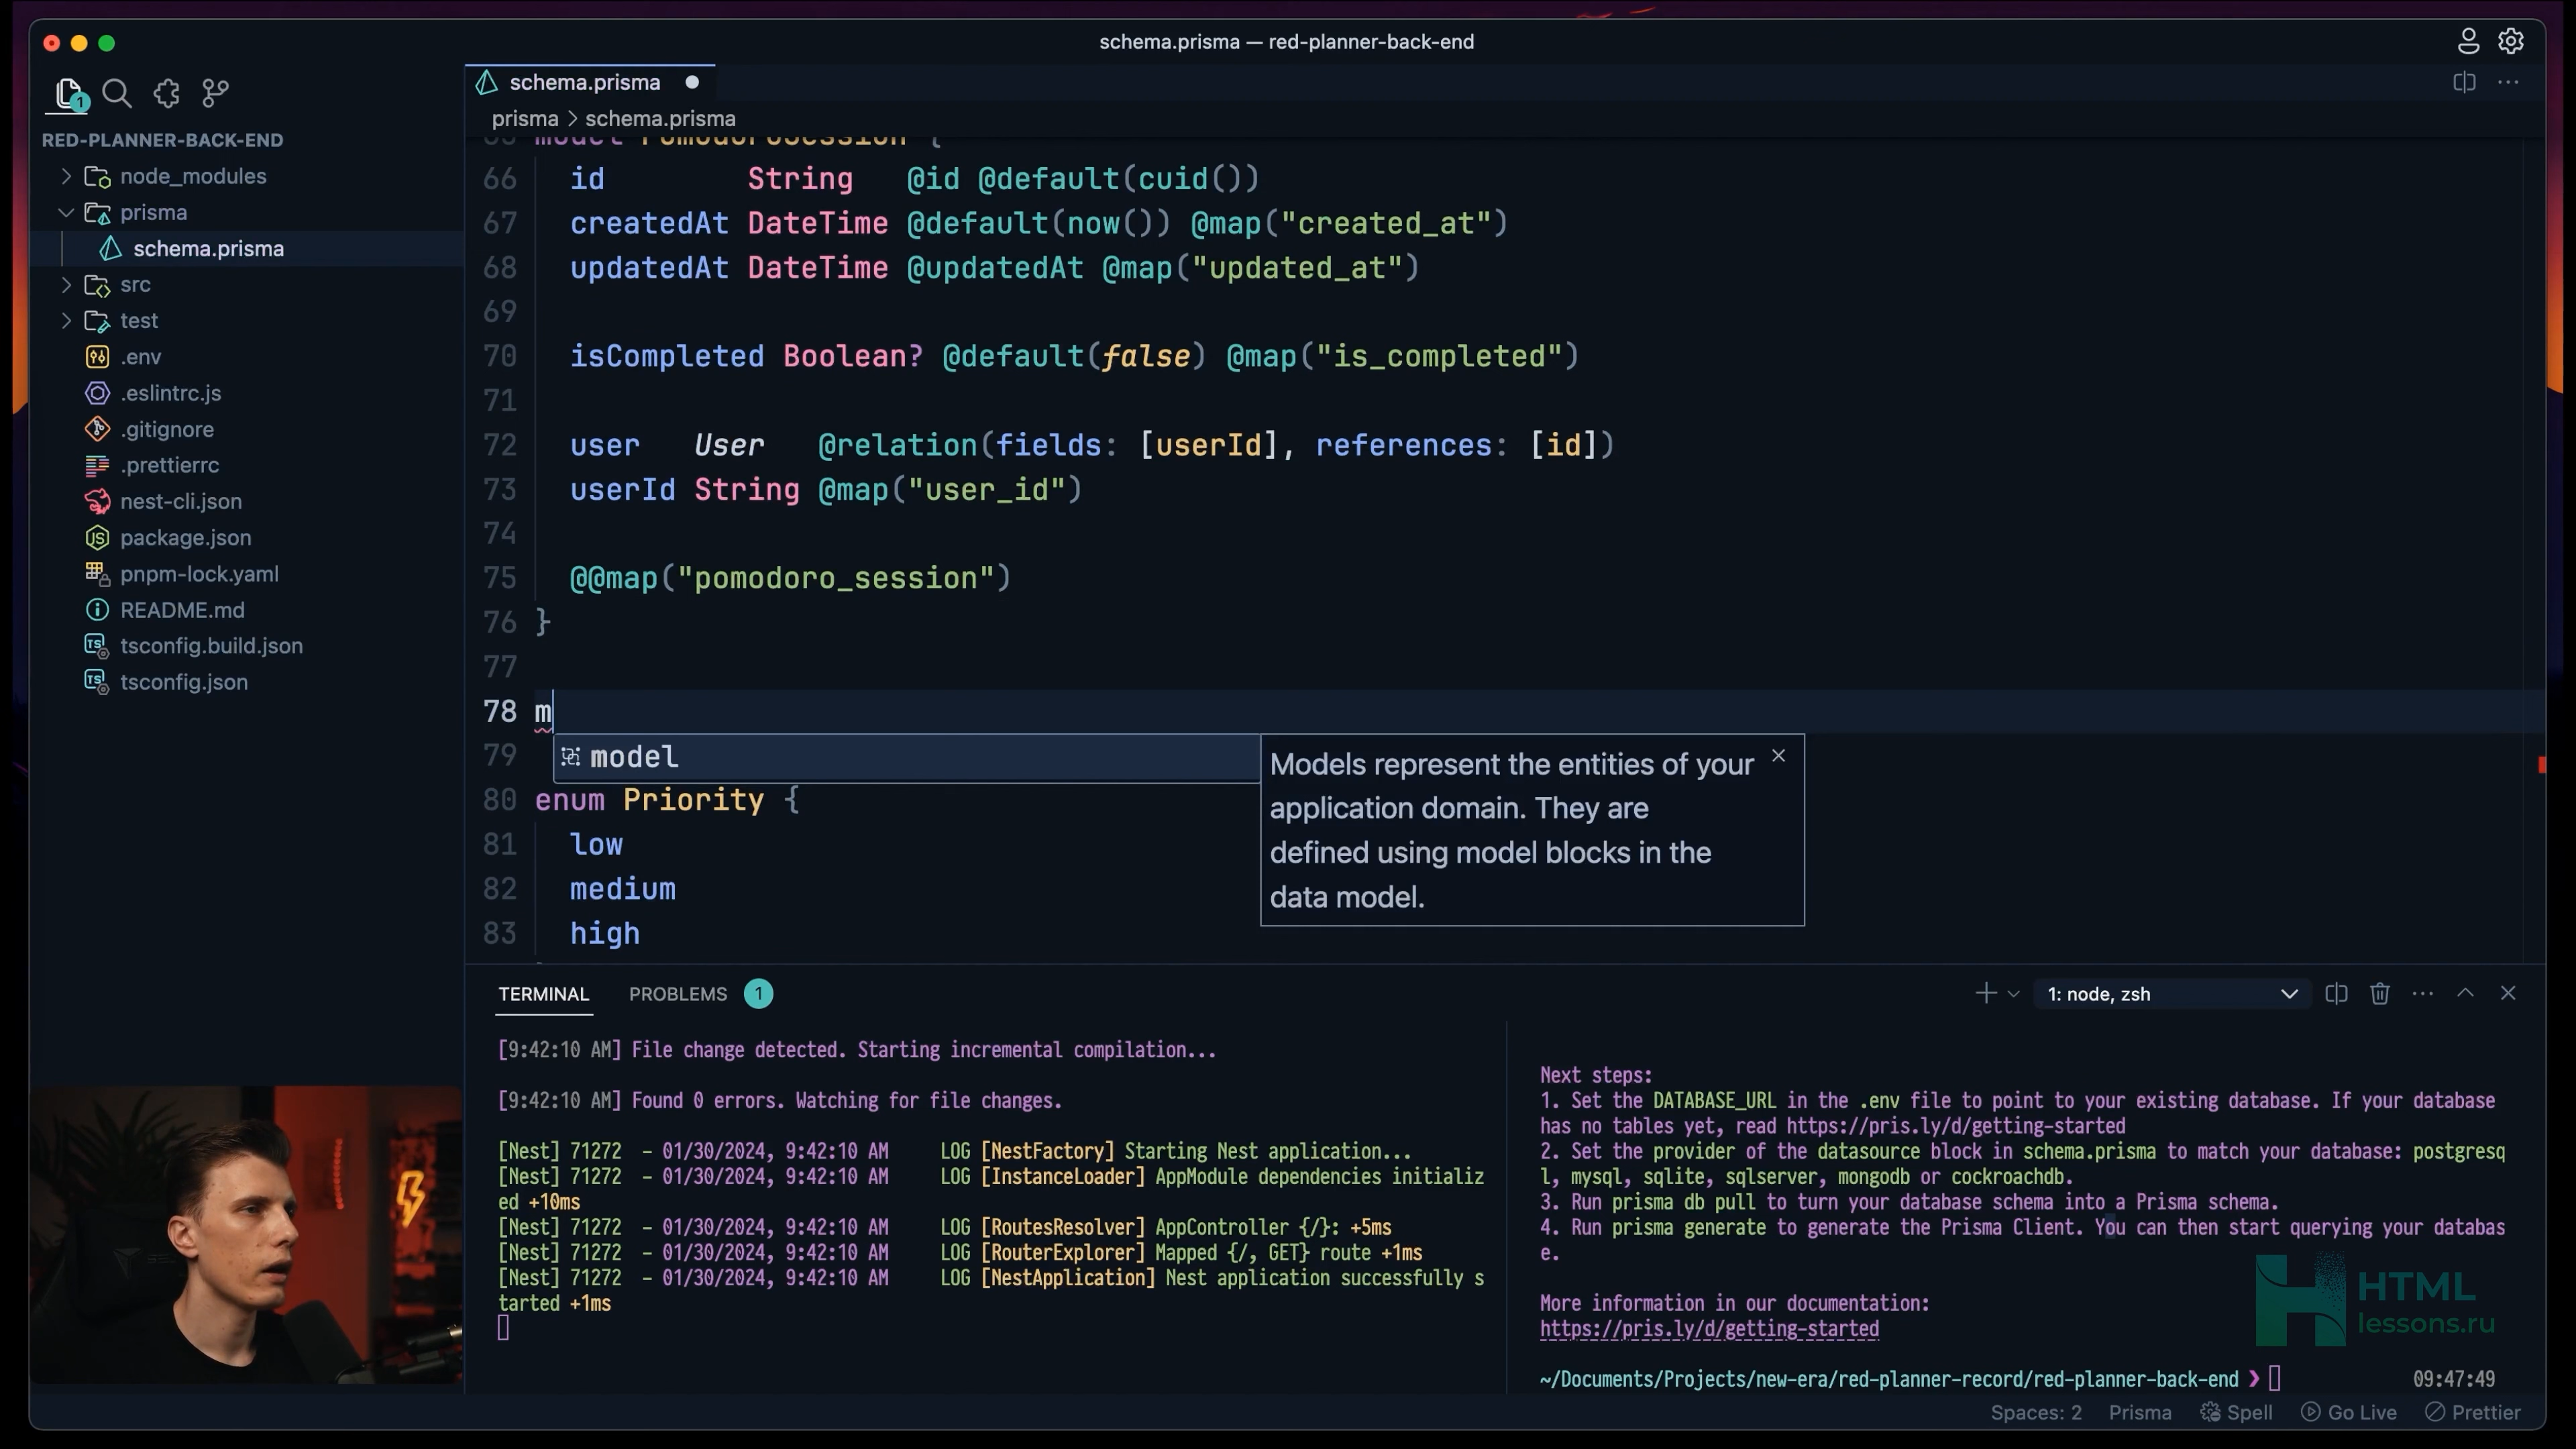 schema.prisma — red-planner-back-end
1
RED-PLANNER-BACK-END
node_modules
prisma
schema.prisma
src
test
.env
.eslintrc.js
.gitignore
.prettierrc
nest-cli.json
package.json
pnpm-lock.yaml
README.md
tsconfig.build.json
tsconfig.json
schema.prisma
prisma > schema.prisma
65 model PomodoroSession {
66 id String @id @default(cuid())
67 createdAt DateTime @default(now()) @map("created_at")
68 updatedAt DateTime @updatedAt @map("updated_at")
69
70 isCompleted Boolean? @default(false) @map("is_completed")
71
72 user User @relation(fields: [userId], references: [id])
73 userId String @map("user_id")
74
75 @@map("pomodoro_session")
76 }
77
78 m
79
model
Models represent the entities of your
application domain. They are
defined using model blocks in the
data model.
80 enum Priority {
81 low
82 medium
83 high
TERMINAL PROBLEMS 1
1: node, zsh
[9:42:10 AM] File change detected. Starting incremental compilation...
[9:42:10 AM] Found 0 errors. Watching for file changes.
[Nest] 71272 - 01/30/2024, 9:42:10 AM LOG [NestFactory] Starting Nest application...
[Nest] 71272 - 01/30/2024, 9:42:10 AM LOG [InstanceLoader] AppModule dependencies initializ
ed +10ms
[Nest] 71272 - 01/30/2024, 9:42:10 AM LOG [RoutesResolver] AppController {/}: +5ms
[Nest] 71272 - 01/30/2024, 9:42:10 AM LOG [RouterExplorer] Mapped {/, GET} route +1ms
[Nest] 71272 - 01/30/2024, 9:42:10 AM LOG [NestApplication] Nest application successfully s
tarted +1ms
Next steps:
1. Set the DATABASE_URL in the .env file to point to your existing database. If your database
has no tables yet, read https://pris.ly/d/getting-started
2. Set the provider of the datasource block in schema.prisma to match your database: postgresq
l, mysql, sqlite, sqlserver, mongodb or cockroachdb.
3. Run prisma db pull to turn your database schema into a Prisma schema.
4. Run prisma generate to generate the Prisma Client. You can then start querying your databas
e.
More information in our documentation:
https://pris.ly/d/getting-started
~/Documents/Projects/new-era/red-planner-record/red-planner-back-end ❯
09:47:49
HTML
lessons.ru
Spaces: 2 Prisma Spell Go Live Prettier